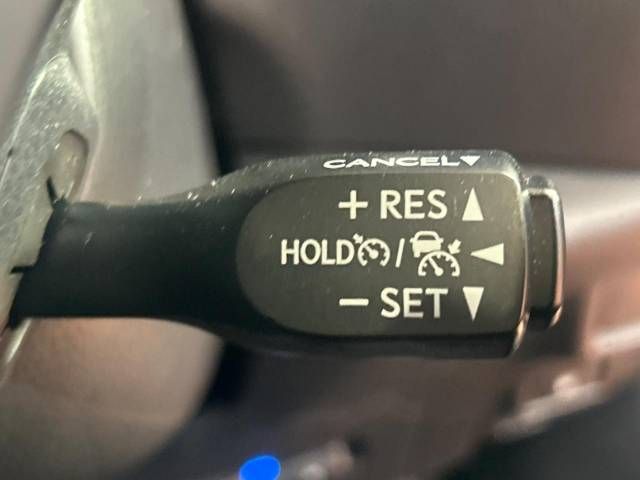 CANCEL▼
+ RES ▲
HOLD / ◀
− SET ▼